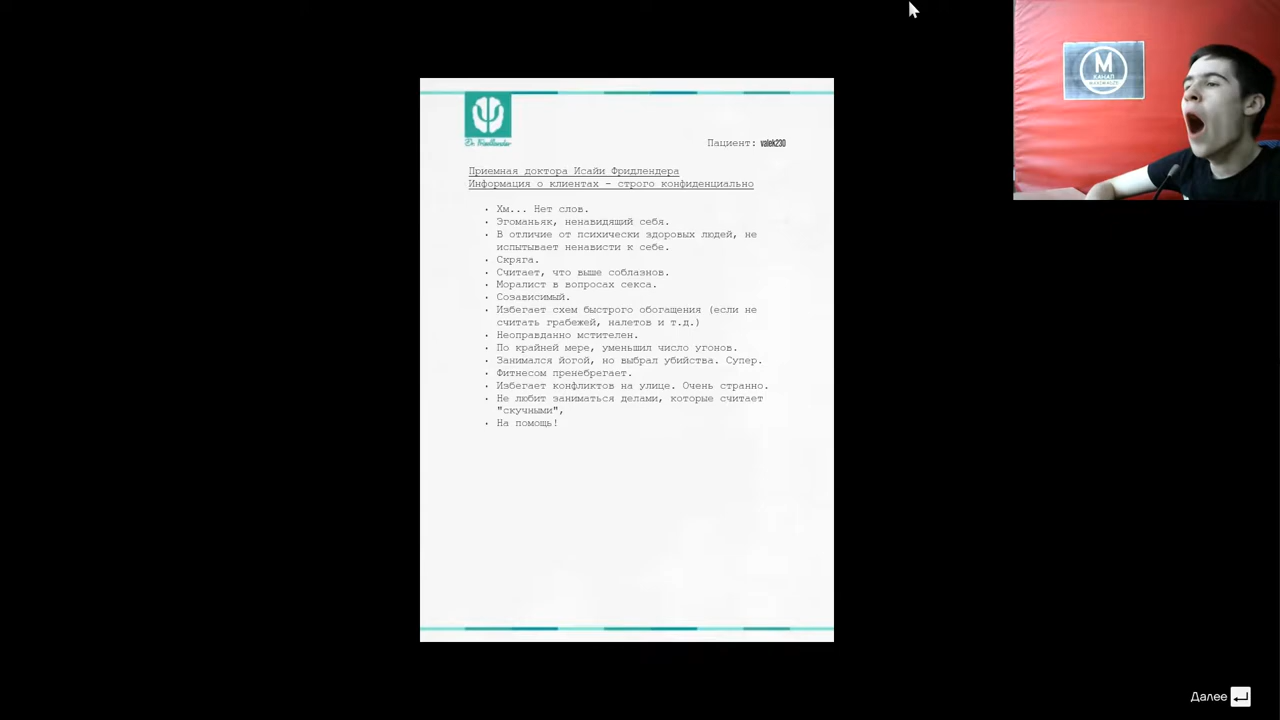 М
КАНАЛ
Dr. Friedlander
Пациент: valek230
Приемная доктора Исайи Фридлендера
Информация о клиентах - строго конфиденциально
• Хм... Нет слов.
• Эгоманьяк, ненавидящий себя.
• В отличие от психически здоровых людей, не
испытывает ненависти к себе.
• Скряга.
• Считает, что выше соблазнов.
• Моралист в вопросах секса.
• Созависимый.
• Избегает схем быстрого обогащения (если не
считать грабежей, налетов и т.д.)
• Неоправданно мстителен.
• По крайней мере, уменьшил число угонов.
• Занимался йогой, но выбрал убийства. Супер.
• Фитнесом пренебрегает.
• Избегает конфликтов на улице. Очень странно.
• Не любит заниматься делами, которые считает
"скучными",
• На помощь!
Далее